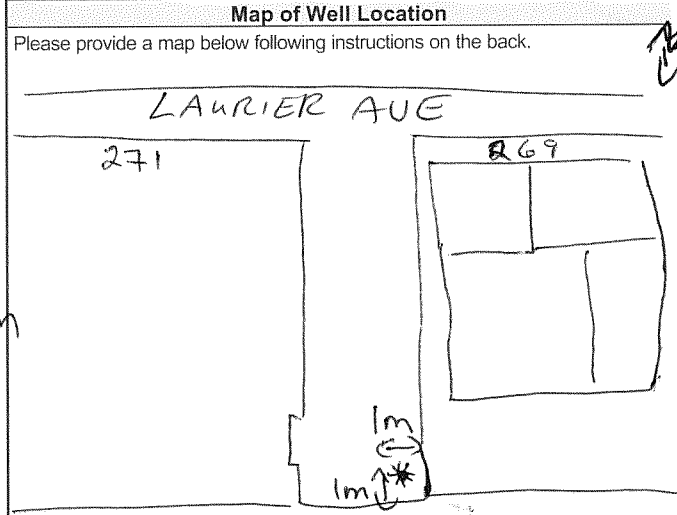 Map of Well Location
Please provide a map below following instructions on the back.
LAURIER AVE
271
269
1m
1m